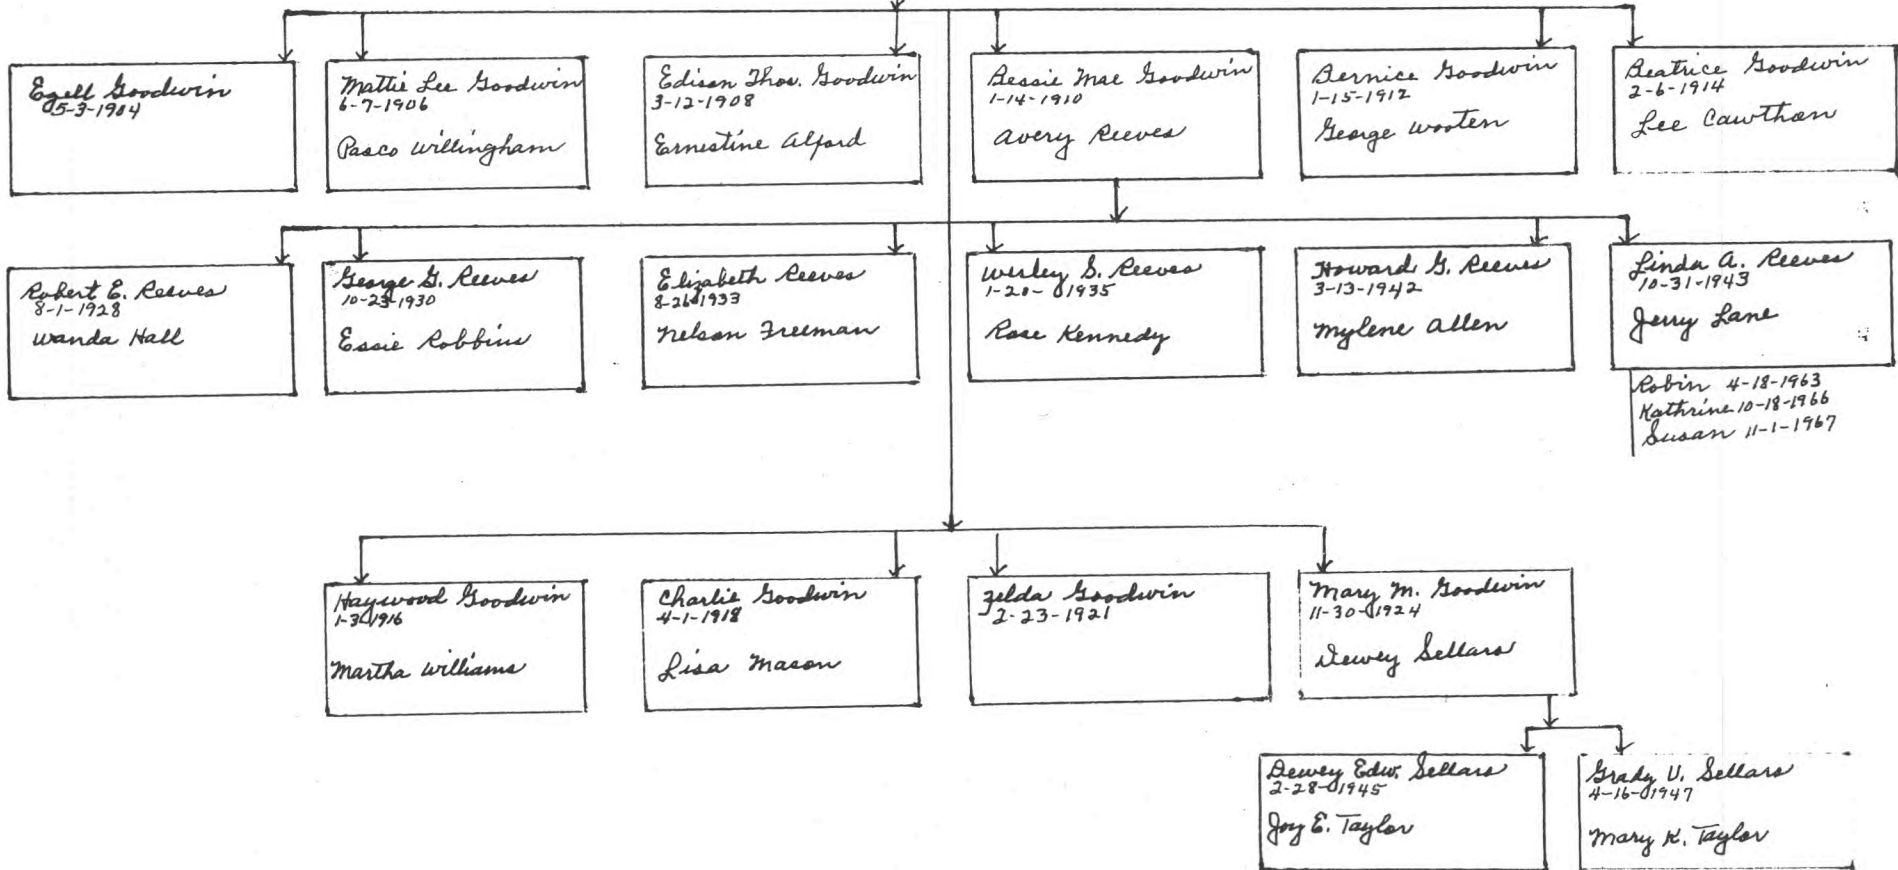 Ezell Goodwin
5-3-1904
Mattie Lee Goodwin
6-7-1906
Pasco Willingham
Edison Thos. Goodwin
3-12-1908
Ernestine Alford
Bessie Mae Goodwin
1-14-1910
Avery Reeves
Bernice Goodwin
1-15-1912
George Wooten
Beatrice Goodwin
2-6-1914
Lee Cawthon
Robert E. Reeves
8-1-1928
Wanda Hall
George G. Reeves
10-23-1930
Essie Robbins
Elizabeth Reeves
8-26-1933
Nelson Freeman
Werley S. Reeves
1-20-1935
Rose Kennedy
Howard G. Reeves
3-13-1942
Mylene Allen
Linda A. Reeves
10-31-1943
Jerry Lane
Robin 4-18-1963
Kathrine 10-18-1966
Susan 11-1-1967
Haywood Goodwin
1-3-1916
Martha Williams
Charlie Goodwin
4-1-1918
Lisa Mason
Zelda Goodwin
2-23-1921
Mary M. Goodwin
11-30-1924
Dewey Sellars
Dewey Edw. Sellars
2-28-1945
Joy E. Taylor
Grady V. Sellars
4-16-1947
Mary K. Taylor